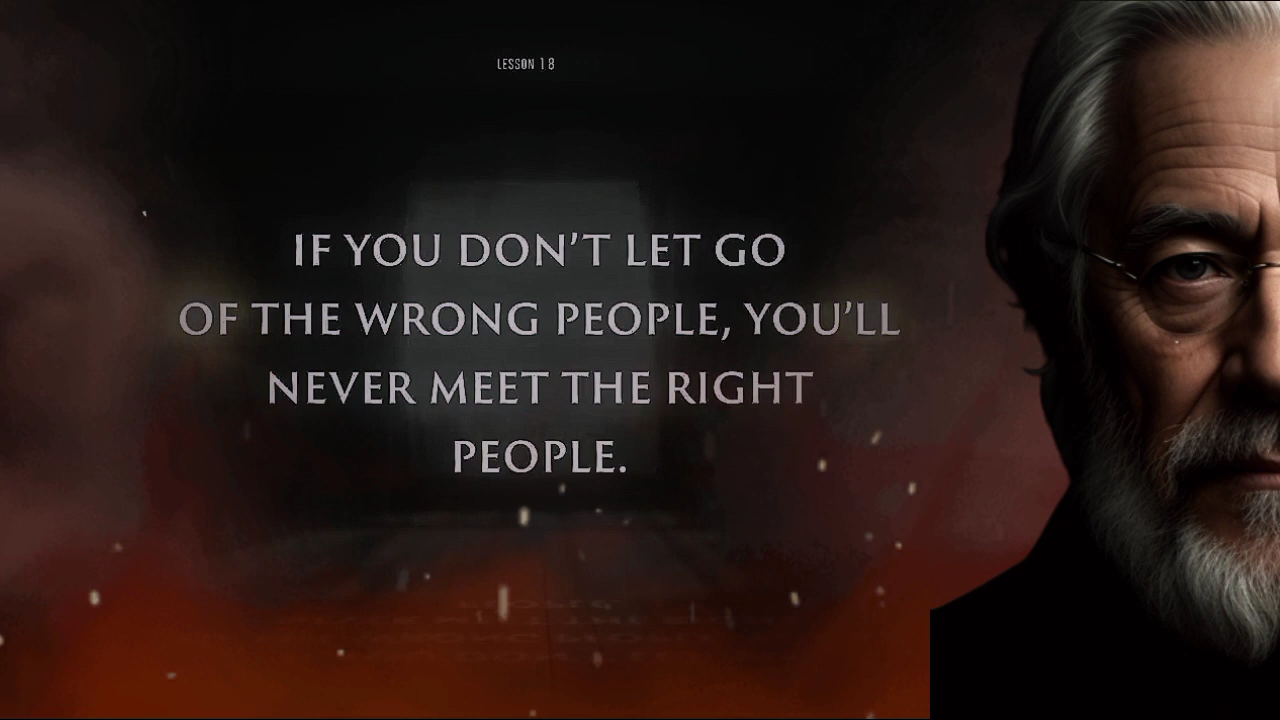 LESSON 18
IF YOU DON'T LET GO
OF THE WRONG PEOPLE, YOU'LL
NEVER MEET THE RIGHT
PEOPLE.